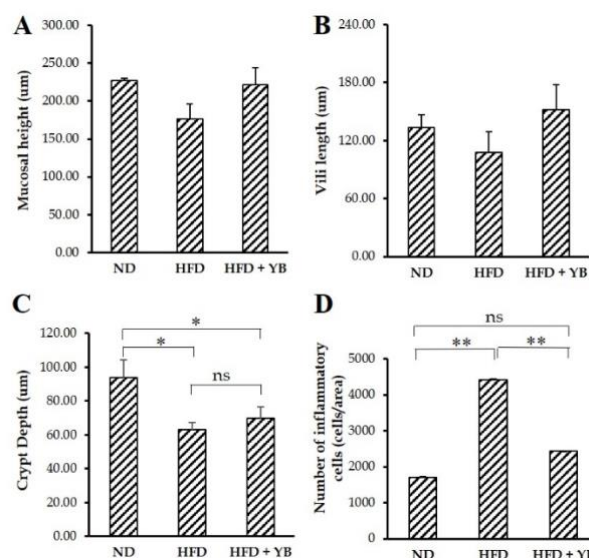 A
Mucosal height (um)
300.00
250.00
200.00
150.00
100.00
50.00
0.00
ND HFD HFD + YB
B
Vili length (um)
240.00
180.00
120.00
60.00
0.00
ND HFD HFD + YB
C
Crypt Depth (um)
120.00
100.00
80.00
60.00
40.00
20.00
0.00
*
*
ns
ND HFD HFD + YB
D
Number of inflammatory
cells (cells/area)
5000
4000
3000
2000
1000
0
ns
** **
ND HFD HFD + YB